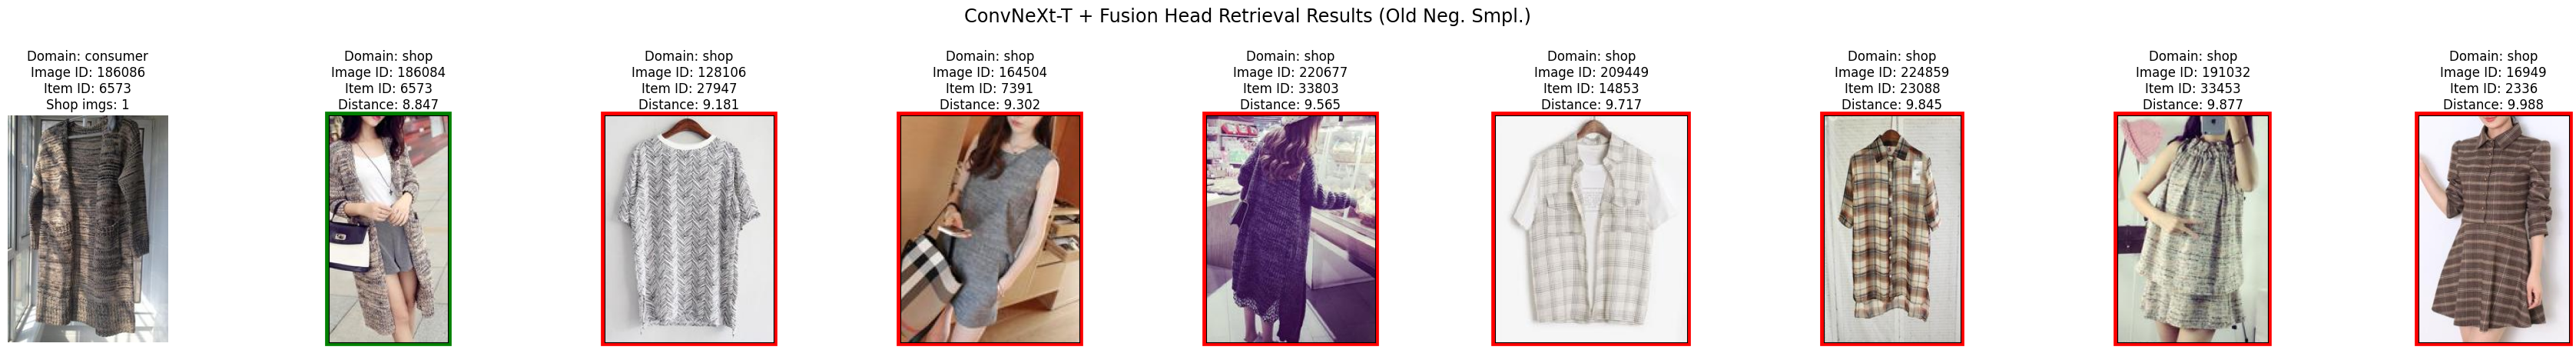 ConvNeXt-T + Fusion Head Retrieval Results (Old Neg. Smpl.)
Domain: consumer
Image ID: 186086
Item ID: 6573
Shop imgs: 1
Domain: shop
Image ID: 186084
Item ID: 6573
Distance: 8.847
Domain: shop
Image ID: 128106
Item ID: 27947
Distance: 9.181
Domain: shop
Image ID: 164504
Item ID: 7391
Distance: 9.302
Domain: shop
Image ID: 220677
Item ID: 33803
Distance: 9.565
Domain: shop
Image ID: 209449
Item ID: 14853
Distance: 9.717
Domain: shop
Image ID: 224859
Item ID: 23088
Distance: 9.845
Domain: shop
Image ID: 191032
Item ID: 33453
Distance: 9.877
Domain: shop
Image ID: 16949
Item ID: 2336
Distance: 9.988